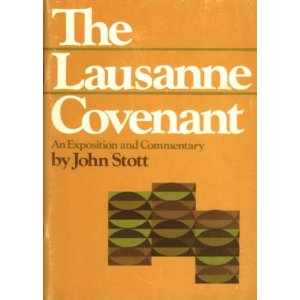 The
Lausanne
Covenant
An Exposition and Commentary
by John Stott